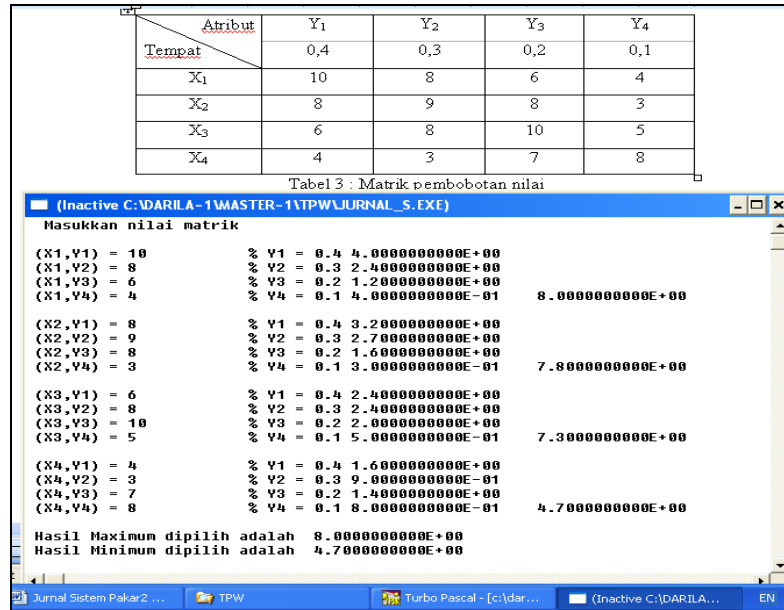 Atribut Y1 Y2 Y3 Y4
Tempat 0,4 0,3 0,2 0,1
X1 10 8 6 4
X2 8 9 8 3
X3 6 8 10 5
X4 4 3 7 8
Tabel 3 : Matrik pembobotan nilai
(Inactive C:\DARILA~1\MASTER~1\TPW\JURNAL_S.EXE)
Masukkan nilai matrik
(X1,Y1) = 10 % Y1 = 0.4 4.0000000000E+00
(X1,Y2) = 8 % Y2 = 0.3 2.4000000000E+00
(X1,Y3) = 6 % Y3 = 0.2 1.2000000000E+00
(X1,Y4) = 4 % Y4 = 0.1 4.0000000000E-01 8.0000000000E+00
(X2,Y1) = 8 % Y1 = 0.4 3.2000000000E+00
(X2,Y2) = 9 % Y2 = 0.3 2.7000000000E+00
(X2,Y3) = 8 % Y3 = 0.2 1.6000000000E+00
(X2,Y4) = 3 % Y4 = 0.1 3.0000000000E-01 7.8000000000E+00
(X3,Y1) = 6 % Y1 = 0.4 2.4000000000E+00
(X3,Y2) = 8 % Y2 = 0.3 2.4000000000E+00
(X3,Y3) = 10 % Y3 = 0.2 2.0000000000E+00
(X3,Y4) = 5 % Y4 = 0.1 5.0000000000E-01 7.3000000000E+00
(X4,Y1) = 4 % Y1 = 0.4 1.6000000000E+00
(X4,Y2) = 3 % Y2 = 0.3 9.0000000000E-01
(X4,Y3) = 7 % Y3 = 0.2 1.4000000000E+00
(X4,Y4) = 8 % Y4 = 0.1 8.0000000000E-01 4.7000000000E+00
Hasil Maximum dipilih adalah 8.0000000000E+00
Hasil Minimum dipilih adalah 4.7000000000E+00
Jurnal Sistem Pakar2 ... TPW Turbo Pascal - [c:\dar... (Inactive C:\DARILA... EN